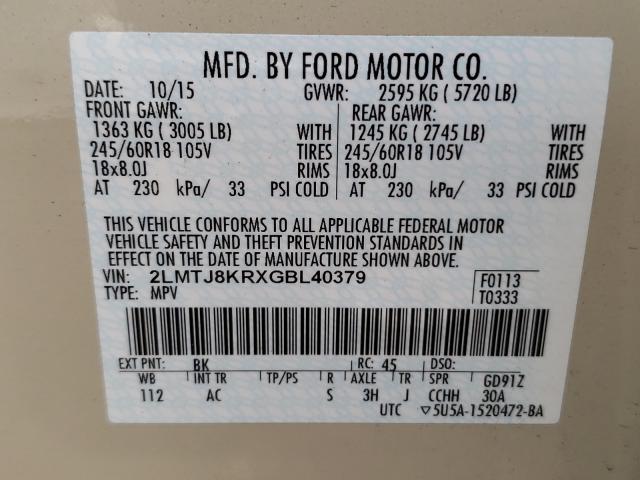 MFD. BY FORD MOTOR CO.
DATE: 10/15 GVWR: 2595 KG ( 5720 LB)
FRONT GAWR: REAR GAWR:
1363 KG ( 3005 LB) WITH 1245 KG ( 2745 LB) WITH
245/60R18 105V TIRES 245/60R18 105V TIRES
18x8.0J RIMS 18x8.0J RIMS
AT 230 kPa/ 33 PSI COLD AT 230 kPa/ 33 PSI COLD
THIS VEHICLE CONFORMS TO ALL APPLICABLE FEDERAL MOTOR
VEHICLE SAFETY AND THEFT PREVENTION STANDARDS IN
EFFECT ON THE DATE OF MANUFACTURE SHOWN ABOVE.
VIN: 2LMTJ8KRXGBL40379 F0113
TYPE: MPV T0333
EXT PNT: BK RC: 45 DSO:
WB INT TR TP/PS R AXLE TR SPR GD91Z
112 AC S 3H J CCHH 30A
UTC ▽5U5A-1520472-BA